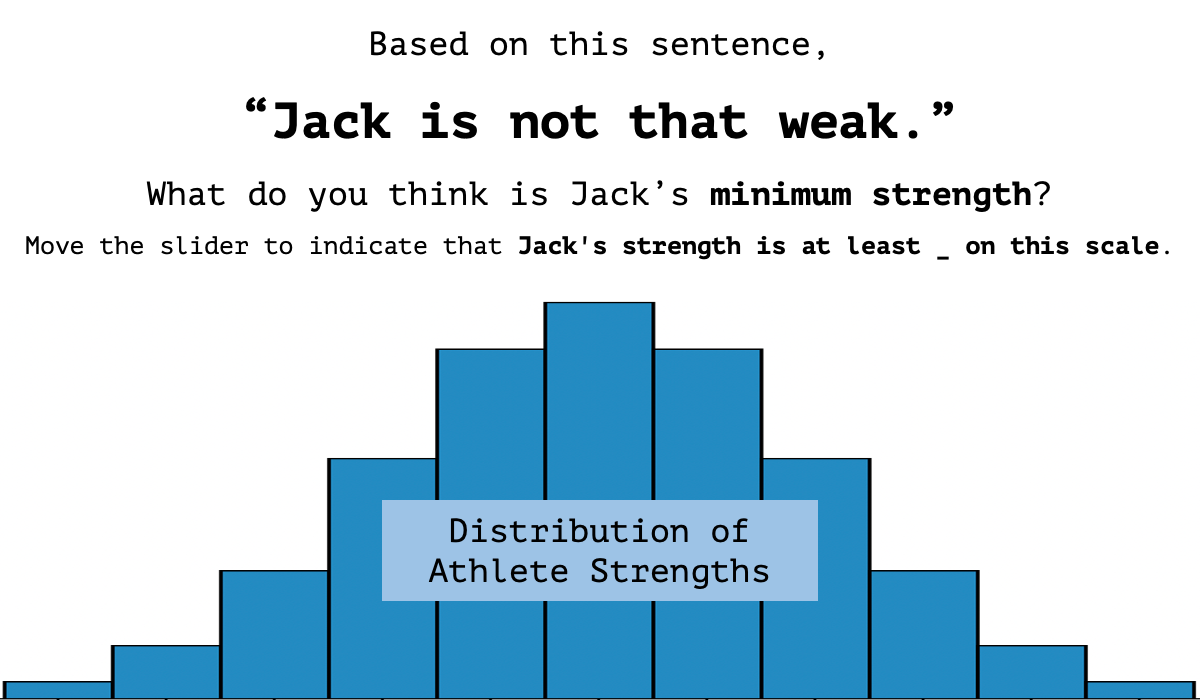 Based on this sentence,
“Jack is not that weak.”
What do you think is Jack’s minimum strength?
Move the slider to indicate that Jack's strength is at least _ on this scale.
Distribution of
Athlete Strengths